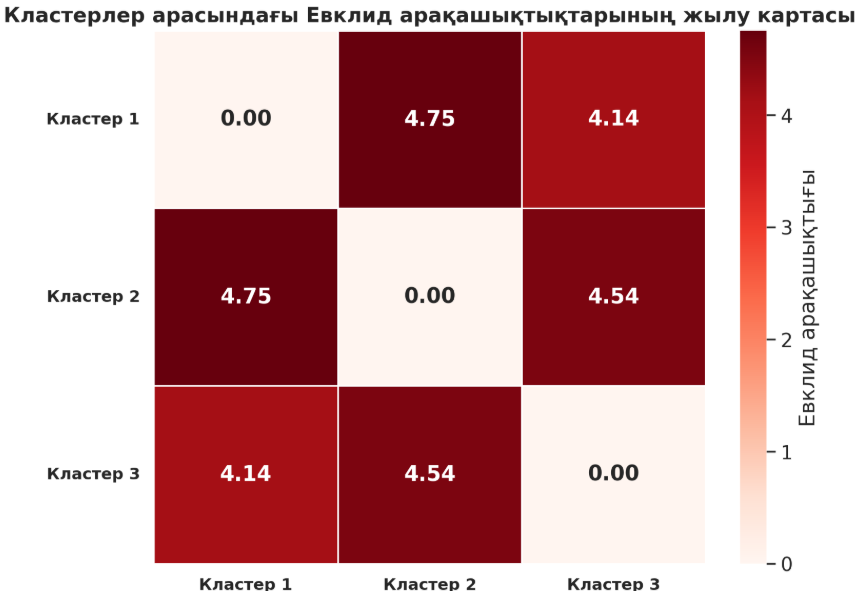 Кластерлер арасындағы Евклид арақашықтықтарының жылу картасы
Кластер 1
0.00
4.75
4.14
Кластер 2
4.75
0.00
4.54
Кластер 3
4.14
4.54
0.00
Кластер 1
Кластер 2
Кластер 3
4
3
2
1
0
Евклид арақашықтығы